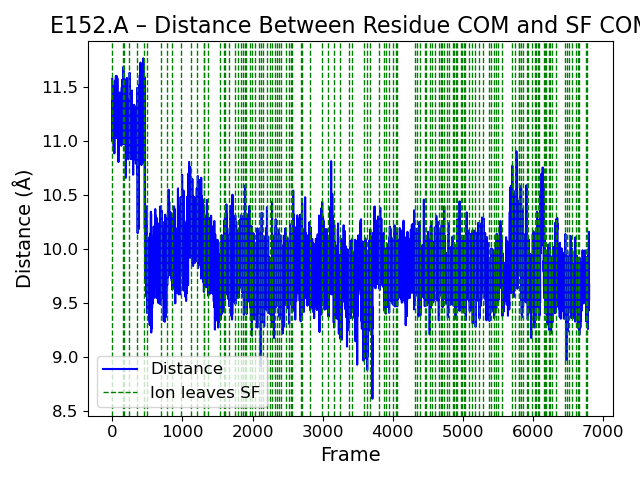 E152.A – Distance Between Residue COM and SF COM
Distance (Å)
11.5
11.0
10.5
10.0
9.5
9.0
8.5
Distance
Ion leaves SF
0 1000 2000 3000 4000 5000 6000 7000
Frame